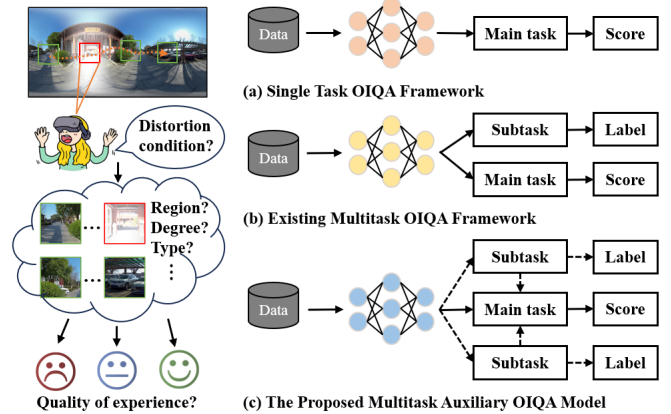 Distortion
condition?
Region?
Degree?
Type?
Quality of experience?
Data
Main task
Score
(a) Single Task OIQA Framework
Data
Subtask
Label
Main task
Score
(b) Existing Multitask OIQA Framework
Data
Subtask
Label
Main task
Score
Subtask
Label
(c) The Proposed Multitask Auxiliary OIQA Model